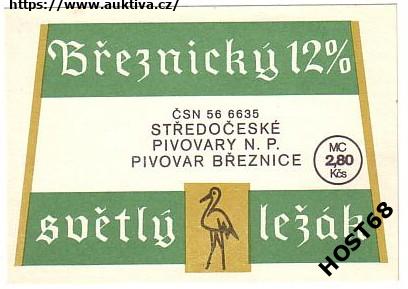 https://www.auktiva.cz/
Březnický 12%
ČSN 56 6635
STŘEDOČESKÉ
PIVOVARY N. P.
PIVOVAR BŘEZNICE
MC
2,80
Kčs
světlý ležák
HOST68